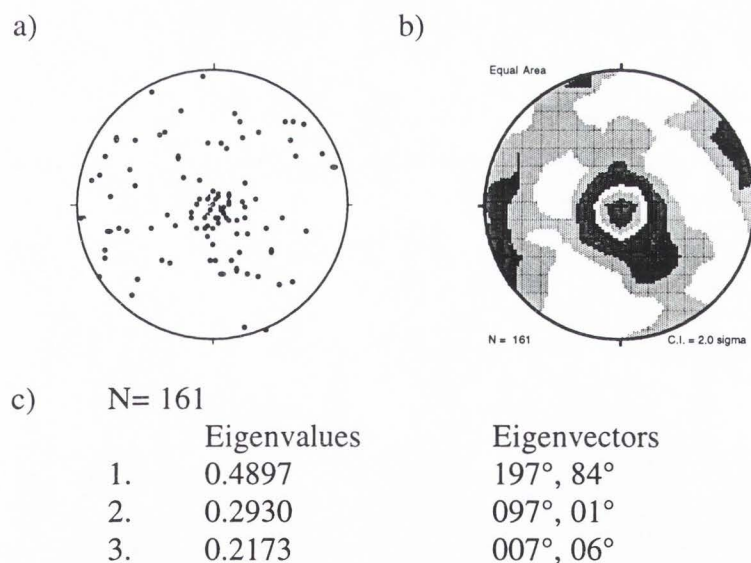 a)
b)
Equal Area
N = 161
C.I. = 2.0 sigma
c) N= 161
Eigenvalues Eigenvectors
1. 0.4897 197°, 84°
2. 0.2930 097°, 01°
3. 0.2173 007°, 06°